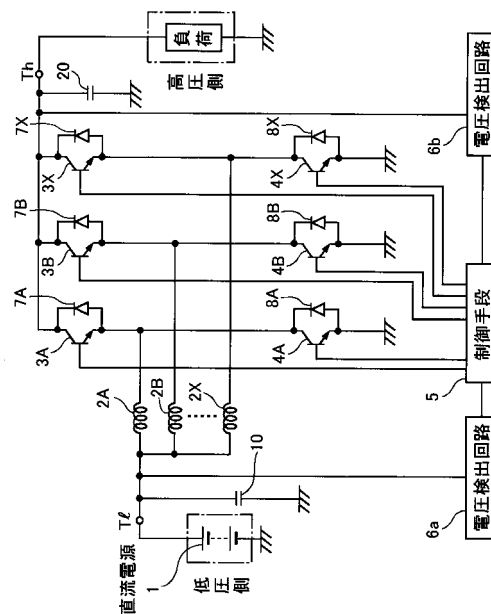 直流電源
Tℓ
1
低圧側
10
2A
2B
2X
3A
7A
3B
7B
3X
7X
Th
20
高圧側
負荷
4A
8A
4B
8B
4X
8X
5
制御手段
6a
電圧検出回路
6b
電圧検出回路